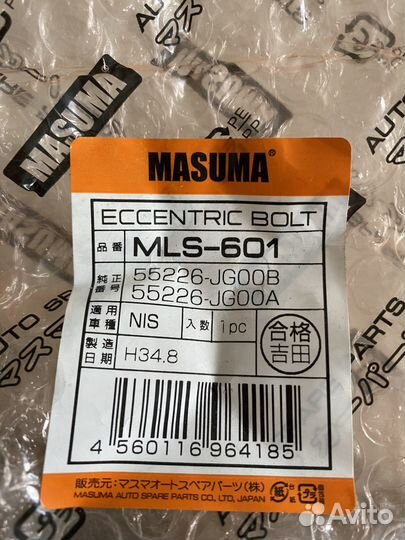 MASUMA
MASUMA®
ECCENTRIC BOLT
品番 MLS-601
純正番号 55226-JG00B
55226-JG00A
適用車種 NIS 入数 1pc
製造日期 H34.8
合格
吉田
4 560116 964185
販売元:マスマオートスペアパーツ(株)
MASUMA AUTO SPARE PARTS CO., LTD, JAPAN
Avito